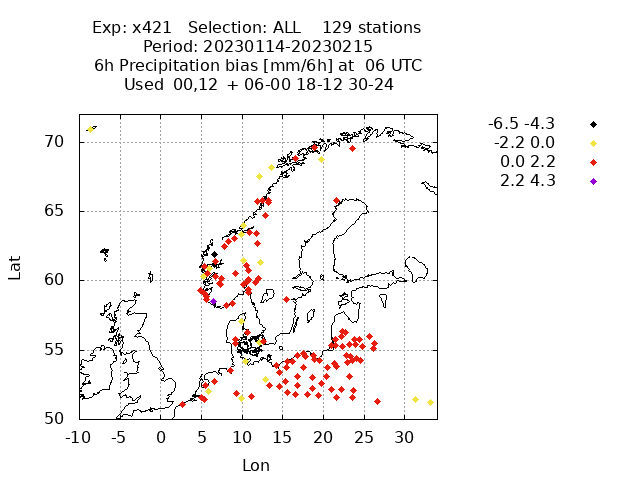 Exp: x421 Selection: ALL 129 stations
Period: 20230114-20230215
6h Precipitation bias [mm/6h] at 06 UTC
Used 00,12 + 06-00 18-12 30-24
-6.5 -4.3
-2.2 0.0
0.0 2.2
2.2 4.3
70
65
60
55
50
Lat
-10 -5 0 5 10 15 20 25 30
Lon